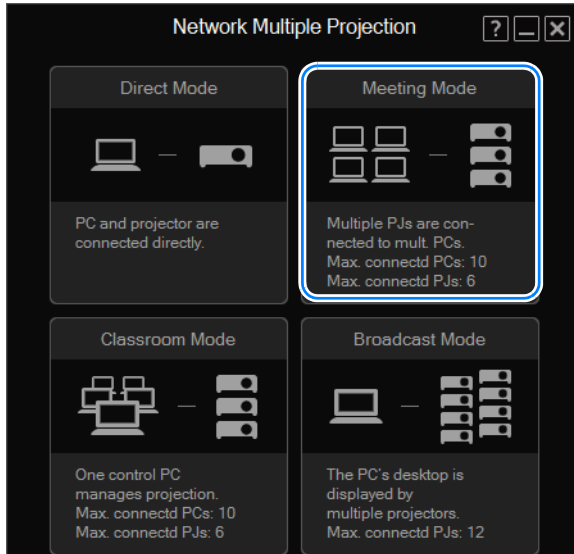 Network Multiple Projection
?
Direct Mode
PC and projector are
connected directly.
Meeting Mode
Multiple PJs are con-
nected to mult. PCs.
Max. connectd PCs: 10
Max. connectd PJs: 6
Classroom Mode
One control PC
manages projection.
Max. connectd PCs: 10
Max. connectd PJs: 6
Broadcast Mode
The PC's desktop is
displayed by
multiple projectors.
Max. connectd PJs: 12